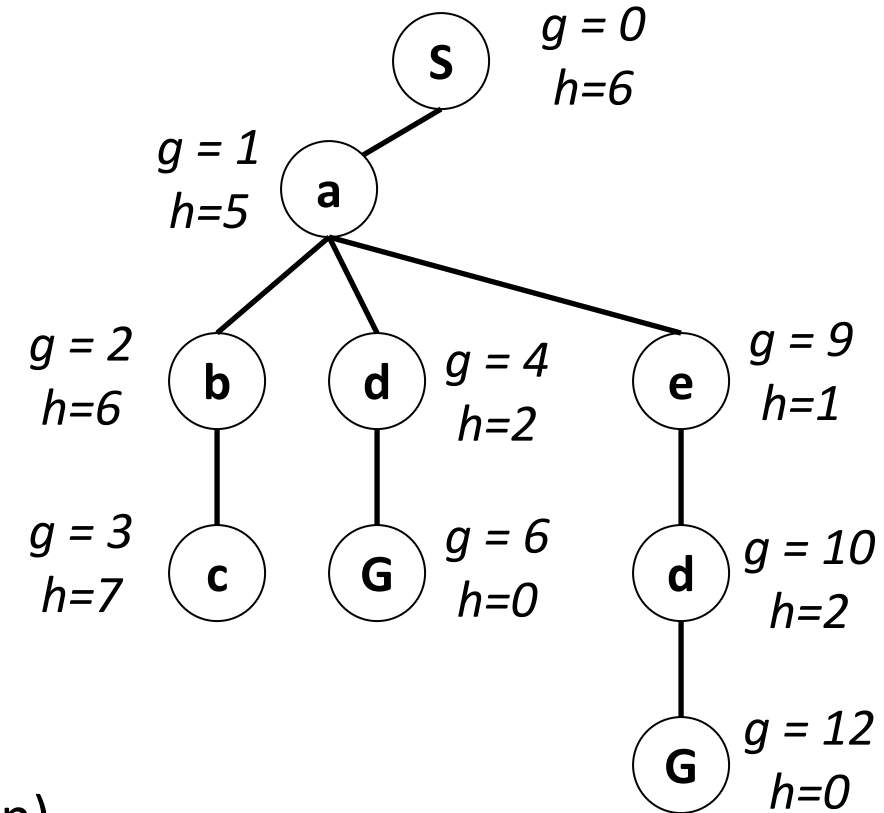 S
g = 0
h=6
g = 1
h=5
a
g = 2
h=6
b
d
g = 4
h=2
e
g = 9
h=1
g = 3
h=7
c
G
g = 6
h=0
d
g = 10
h=2
G
g = 12
h=0
n)